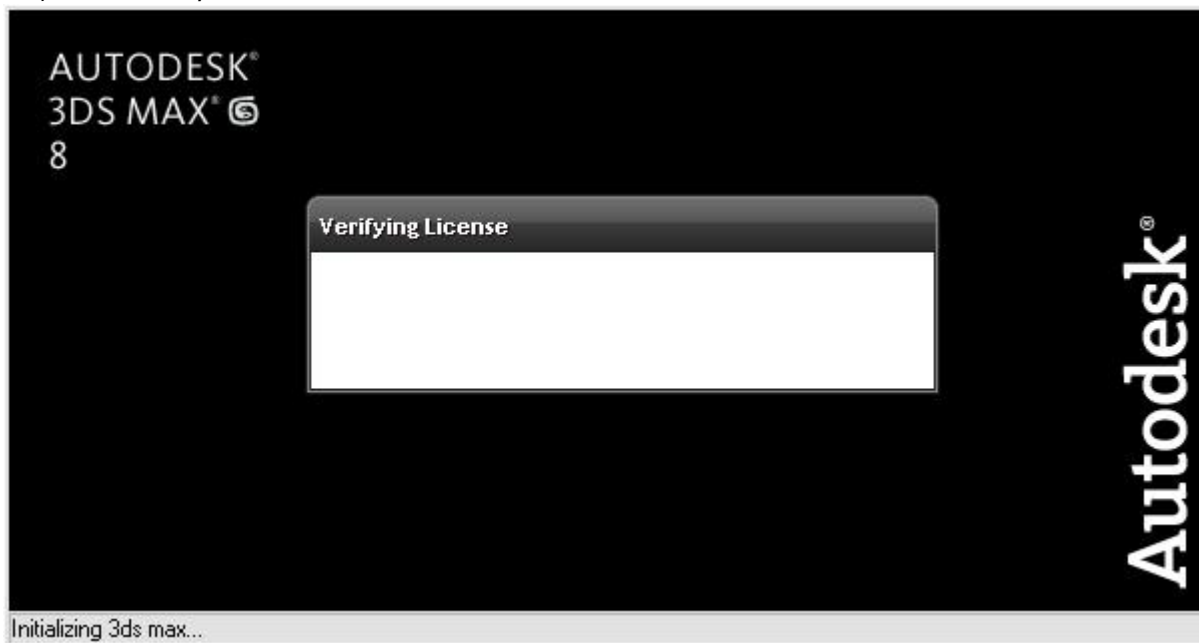 AUTODESK®
3DS MAX®
8
Verifying License
Autodesk®
Initializing 3ds max...